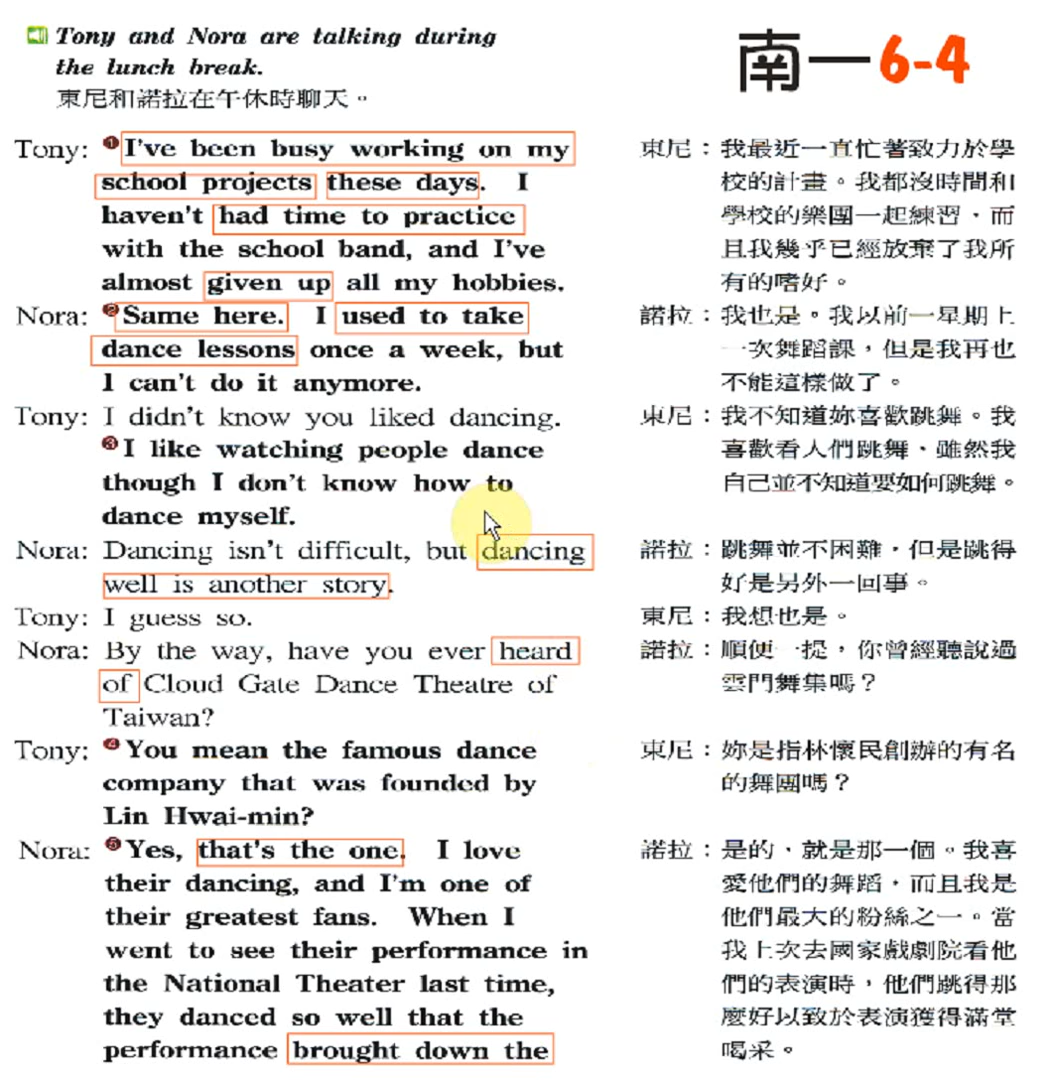 Tony and Nora are talking during
the lunch break.
東尼和諾拉在午休時聊天。
南一6-4
Tony: ❶I've been busy working on my
school projects these days. I
haven't had time to practice
with the school band, and I've
almost given up all my hobbies.
Nora: ❷Same here. I used to take
dance lessons once a week, but
I can't do it anymore.
Tony: I didn't know you liked dancing.
❸I like watching people dance
though I don't know how to
dance myself.
Nora: Dancing isn't difficult, but dancing
well is another story.
Tony: I guess so.
Nora: By the way, have you ever heard
of Cloud Gate Dance Theatre of
Taiwan?
Tony: ❹You mean the famous dance
company that was founded by
Lin Hwai-min?
Nora: ❺Yes, that's the one. I love
their dancing, and I'm one of
their greatest fans. When I
went to see their performance in
the National Theater last time,
they danced so well that the
performance brought down the
東尼：我最近一直忙著致力於學
校的計畫。我都沒時間和
學校的樂團一起練習，而
且我幾乎已經放棄了我所
有的嗜好。
諾拉：我也是。我以前一星期上
一次舞蹈課，但是我再也
不能這樣做了。
東尼：我不知道妳喜歡跳舞。我
喜歡看人們跳舞，雖然我
自己並不知道要如何跳舞。
諾拉：跳舞並不困難，但是跳得
好是另外一回事。
東尼：我想也是。
諾拉：順便一提，你曾經聽說過
雲門舞集嗎？
東尼：妳是指林懷民創辦的有名
的舞團嗎？
諾拉：是的，就是那一個。我喜
愛他們的舞蹈，而且我是
他們最大的粉絲之一。當
我上次去國家戲劇院看他
們的表演時，他們跳得那
麼好以致於表演獲得滿堂
喝采。